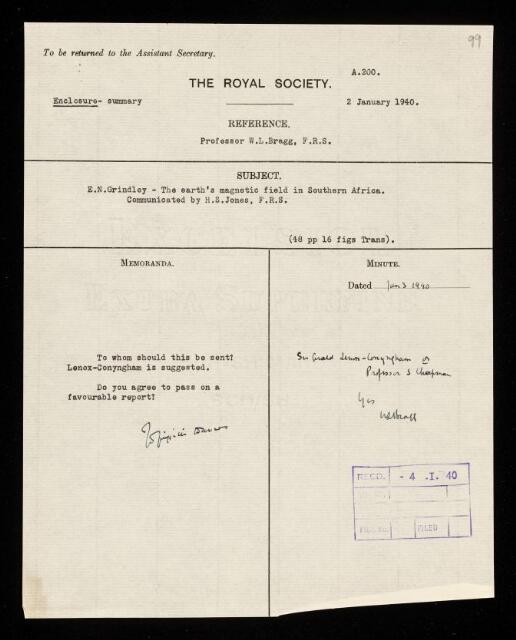 99
To be returned to the Assistant Secretary.
A.200.
THE ROYAL SOCIETY.
Enclosure- summary
2 January 1940.
REFERENCE.
Professor W.L.Bragg, F.R.S.
SUBJECT.
E.N.Grindley - The earth's magnetic field in Southern Africa.
Communicated by H.S.Jones, F.R.S.
(48 pp 16 figs Trans).
MEMORANDA.
To whom should this be sent?
Lenox-Conyngham is suggested.
Do you agree to pass on a
favourable report?
MINUTE.
Dated Jan 3 1940
Sir Gerald Lenox-Conyngham or
Professor S Chapman
Yes
WLBragg
RECD. - 4 .I. 40
FILED